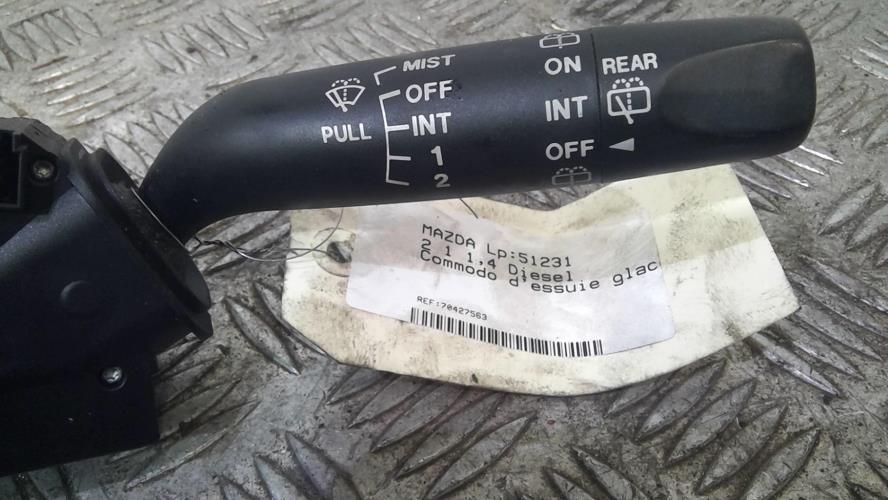 MIST
OFF
PULL
INT
1
2
ON
INT
OFF
REAR
MAZDA Lp:51231
2 1 1,4 Diesel
Commodo d'essuie glac
REF:70427563